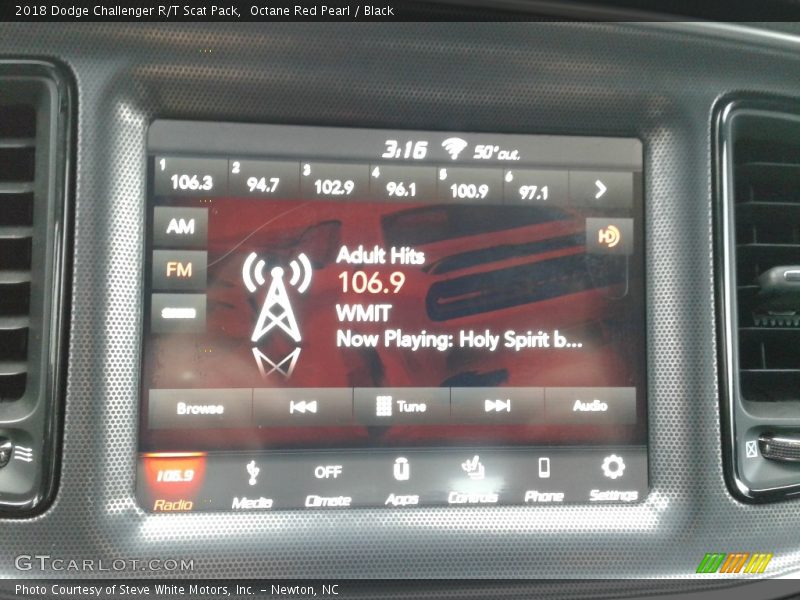 2018 Dodge Challenger R/T Scat Pack,  Octane Red Pearl / Black
3:16 50° out.
1 106.3 2 94.7 3 102.9 4 96.1 5 100.9 6 97.1
AM
FM
Adult Hits
106.9
WMIT
Now Playing: Holy Spirit b...
HD
Browse Tune Audio
106.9 OFF
Radio Media Climate Apps Controls Phone Settings
GTCARLOT.COM
Photo Courtesy of Steve White Motors, Inc. – Newton, NC